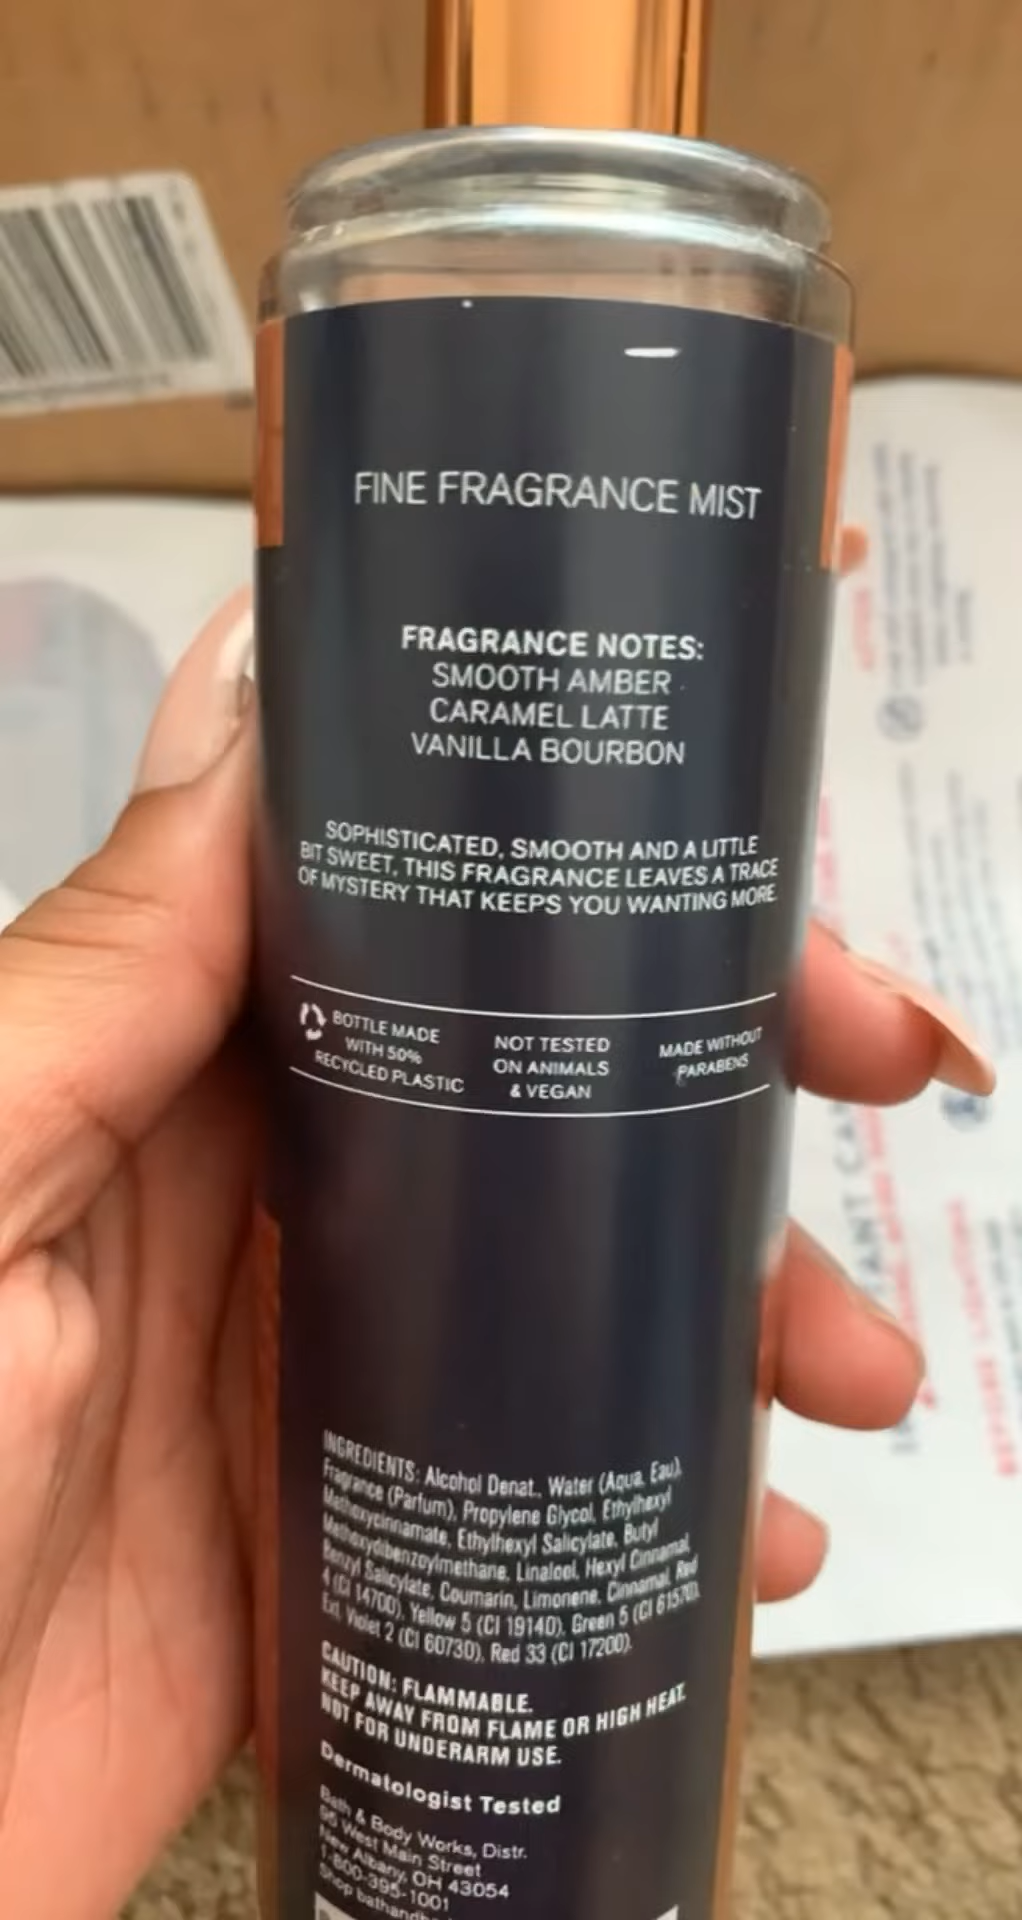 FINE FRAGRANCE MIST
FRAGRANCE NOTES:
SMOOTH AMBER
CARAMEL LATTE
VANILLA BOURBON
SOPHISTICATED, SMOOTH AND A LITTLE
BIT SWEET, THIS FRAGRANCE LEAVES A TRACE
OF MYSTERY THAT KEEPS YOU WANTING MORE.
BOTTLE MADE
WITH 50%
RECYCLED PLASTIC
NOT TESTED
ON ANIMALS
& VEGAN
MADE WITHOUT
PARABENS
INGREDIENTS: Alcohol Denat., Water (Aqua, Eau),
Fragrance (Parfum), Propylene Glycol, Ethylhexyl
Methoxycinnamate, Ethylhexyl Salicylate, Butyl
Methoxydibenzoylmethane, Linalool, Hexyl Cinnamal,
Benzyl Salicylate, Coumarin, Limonene, Cinnamal, Red
4 (CI 14700), Yellow 5 (CI 19140), Green 5 (CI 61570),
Ext. Violet 2 (CI 60730), Red 33 (CI 17200).
CAUTION: FLAMMABLE.
KEEP AWAY FROM FLAME OR HIGH HEAT.
NOT FOR UNDERARM USE.
Dermatologist Tested
Bath & Body Works, Distr.
95 West Main Street
New Albany, OH 43054
1-800-395-1001
Shop